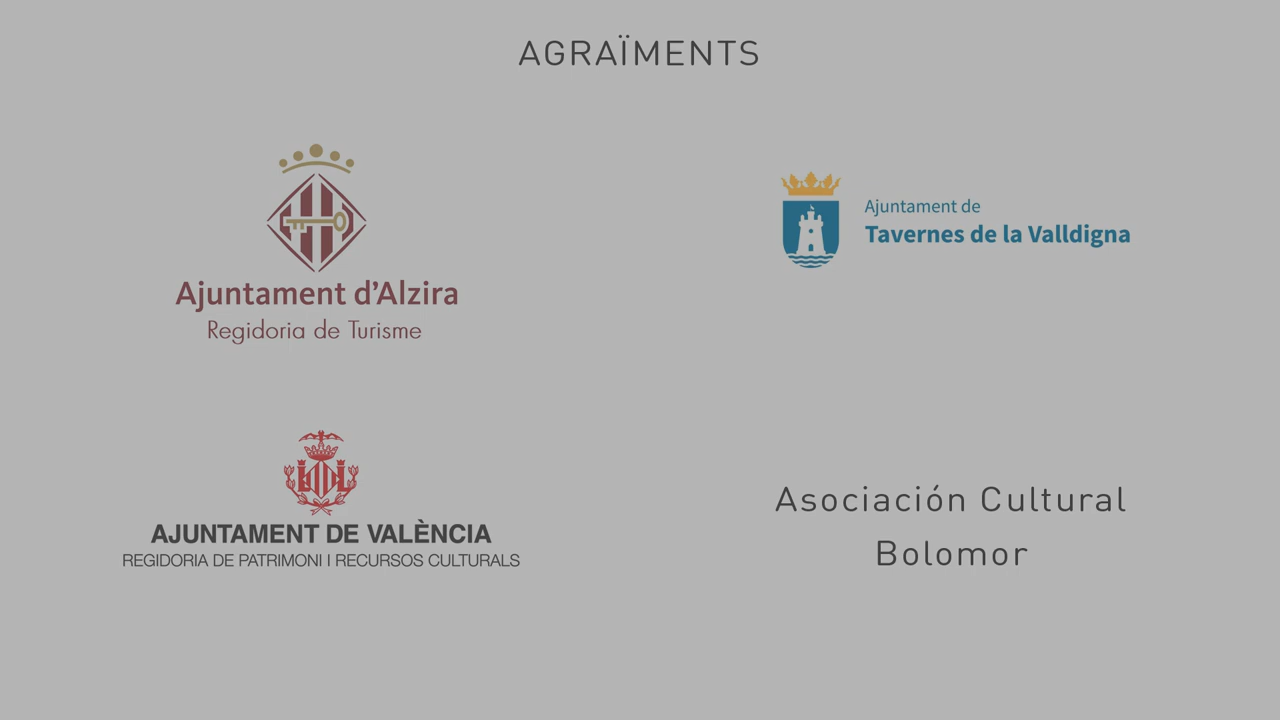 AGRAÏMENTS
Ajuntament d'Alzira
Regidoria de Turisme
Ajuntament de
Tavernes de la Valldigna
AJUNTAMENT DE VALÈNCIA
REGIDORIA DE PATRIMONI I RECURSOS CULTURALS
Asociación Cultural
Bolomor